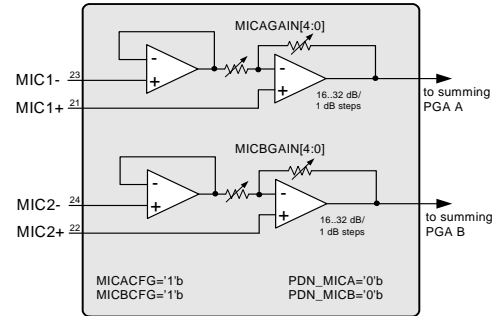 MICAGAIN[4:0]
MIC1- 23
MIC1+ 21
16..32 dB/
1 dB steps
to summing
PGA A
MICBGAIN[4:0]
MIC2- 24
MIC2+ 22
16..32 dB/
1 dB steps
to summing
PGA B
MICACFG='1'b
MICBCFG='1'b
PDN_MICA='0'b
PDN_MICB='0'b